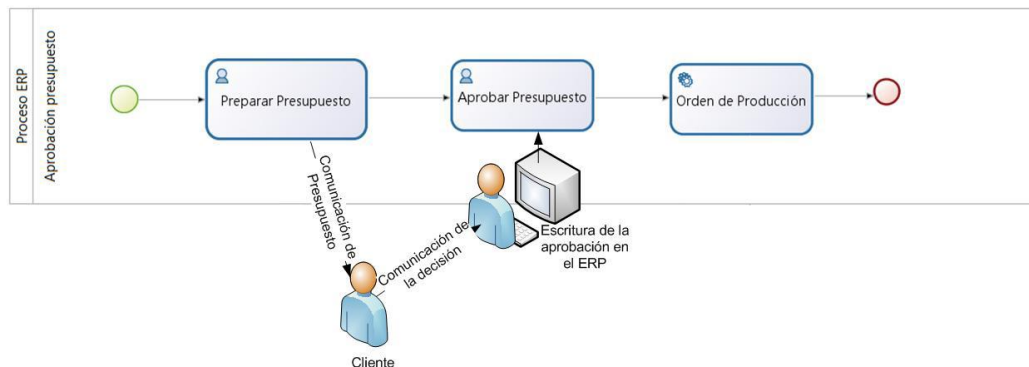 Proceso ERP
Aprobación presupuesto
Preparar Presupuesto
Aprobar Presupuesto
Orden de Producción
Comunicación de
Presupuesto
Comunicación de
la decisión
Escritura de la
aprobación en
el ERP
Cliente